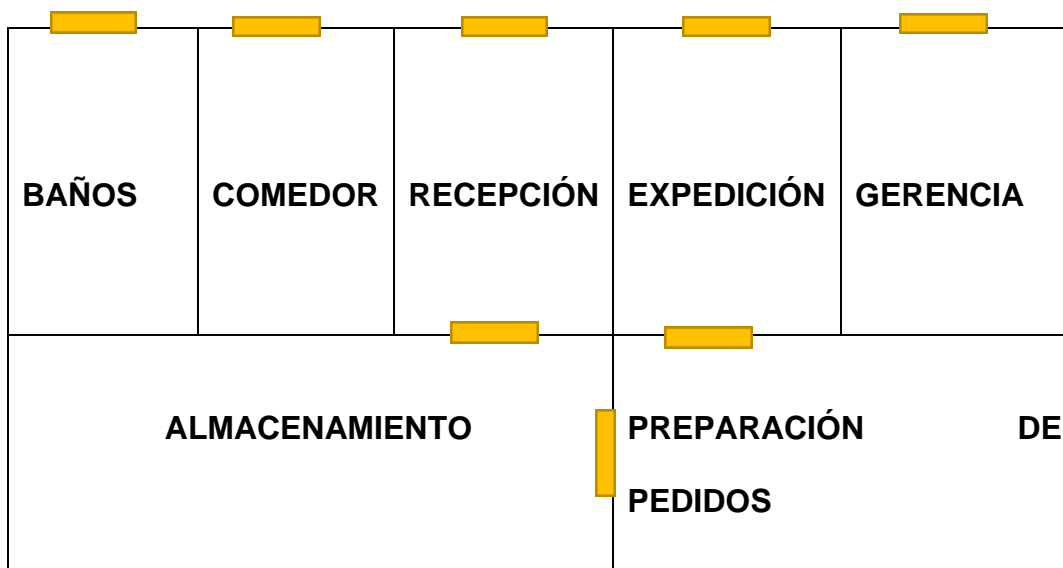 BAÑOS COMEDOR RECEPCIÓN EXPEDICIÓN GERENCIA
ALMACENAMIENTO
PREPARACIÓN DE
PEDIDOS